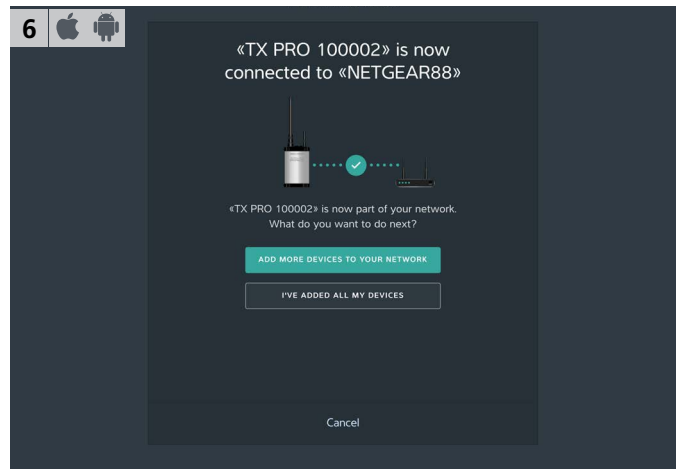 6
«TX PRO 100002» is now
connected to «NETGEAR88»
«TX PRO 100002» is now part of your network.
What do you want to do next?
ADD MORE DEVICES TO YOUR NETWORK
I'VE ADDED ALL MY DEVICES
Cancel